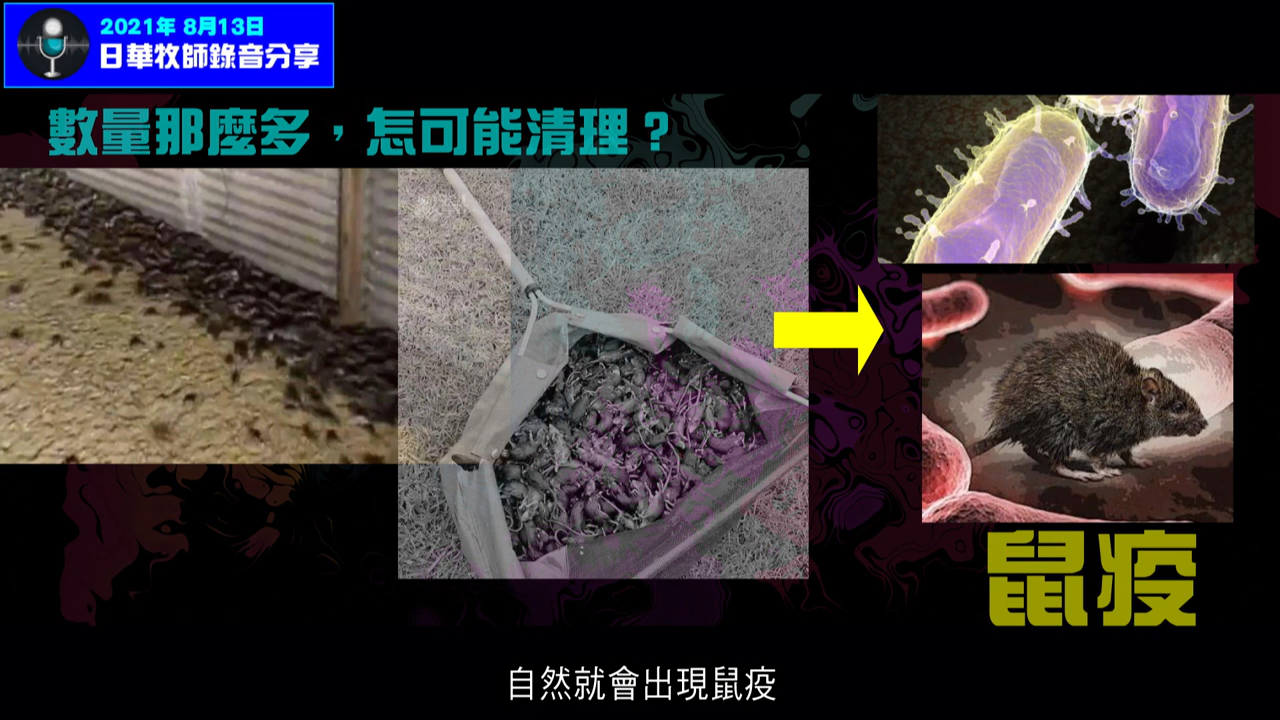 2021年 8月13日
日華牧師錄音分享
數量那麼多，怎可能清理？
鼠疫
自然就會出現鼠疫